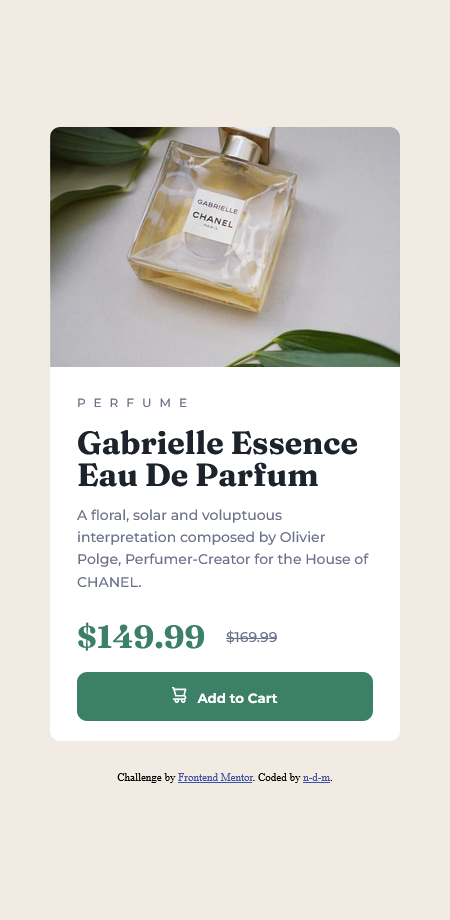 GABRIELLE
CHANEL
PARIS
PERFUME
Gabrielle Essence
Eau De Parfum
A floral, solar and voluptuous
interpretation composed by Olivier
Polge, Perfumer-Creator for the House of
CHANEL.
$149.99 $169.99
Add to Cart
Challenge by Frontend Mentor. Coded by n-d-m.